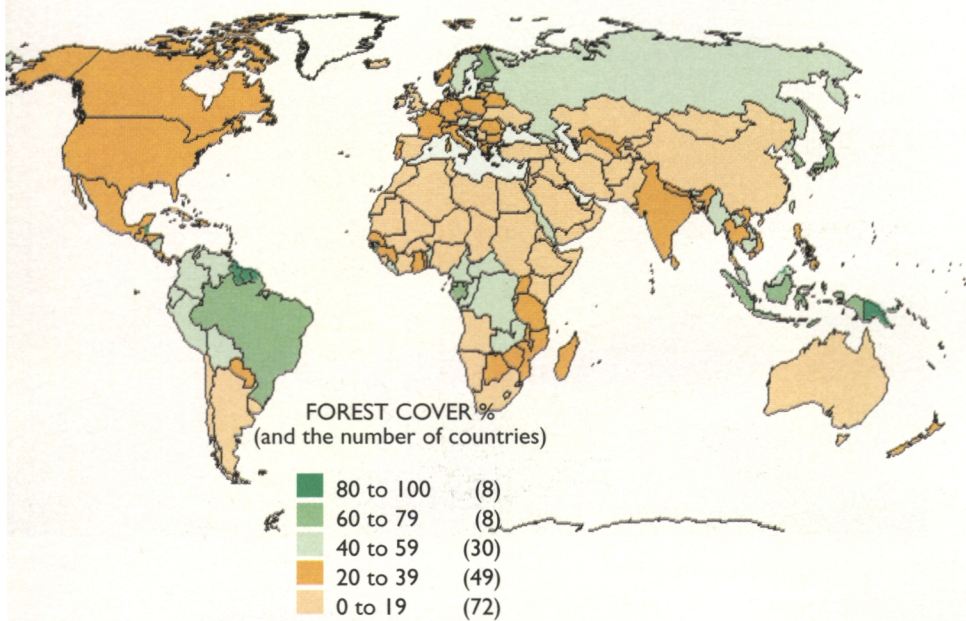 FOREST COVER %
(and the number of countries)
80 to 100 (8)
60 to 79 (8)
40 to 59 (30)
20 to 39 (49)
0 to 19 (72)